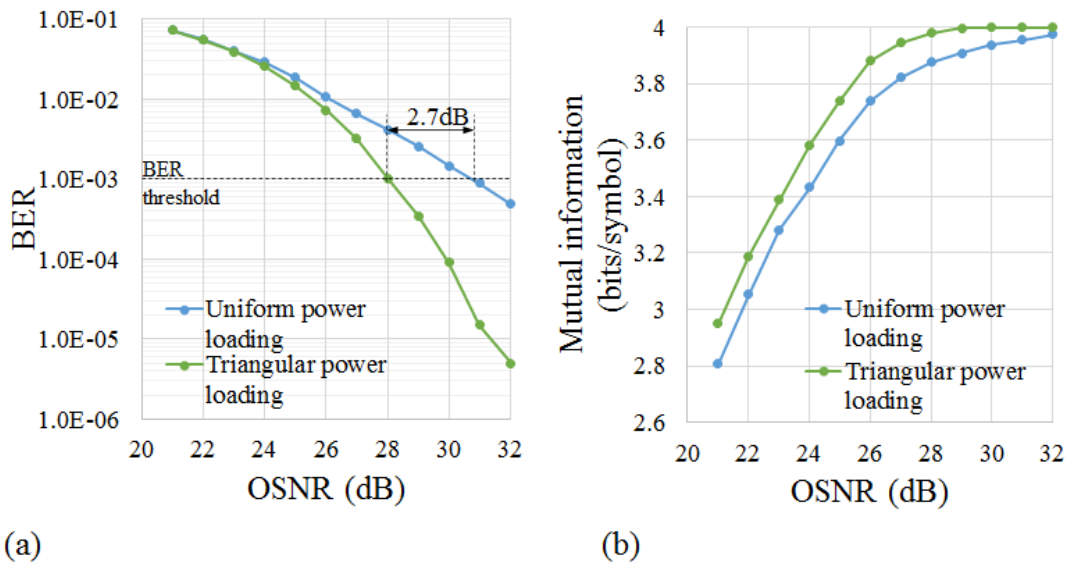 1.0E-01
1.0E-02
1.0E-03
1.0E-04
1.0E-05
1.0E-06
BER
2.7dB
BER
threshold
Uniform power
loading
Triangular power
loading
20 22 24 26 28 30 32
OSNR (dB)
(a)
4
3.8
3.6
3.4
3.2
3
2.8
2.6
Mutual information
(bits/symbol)
Uniform power
loading
Triangular power
loading
20 22 24 26 28 30 32
OSNR (dB)
(b)